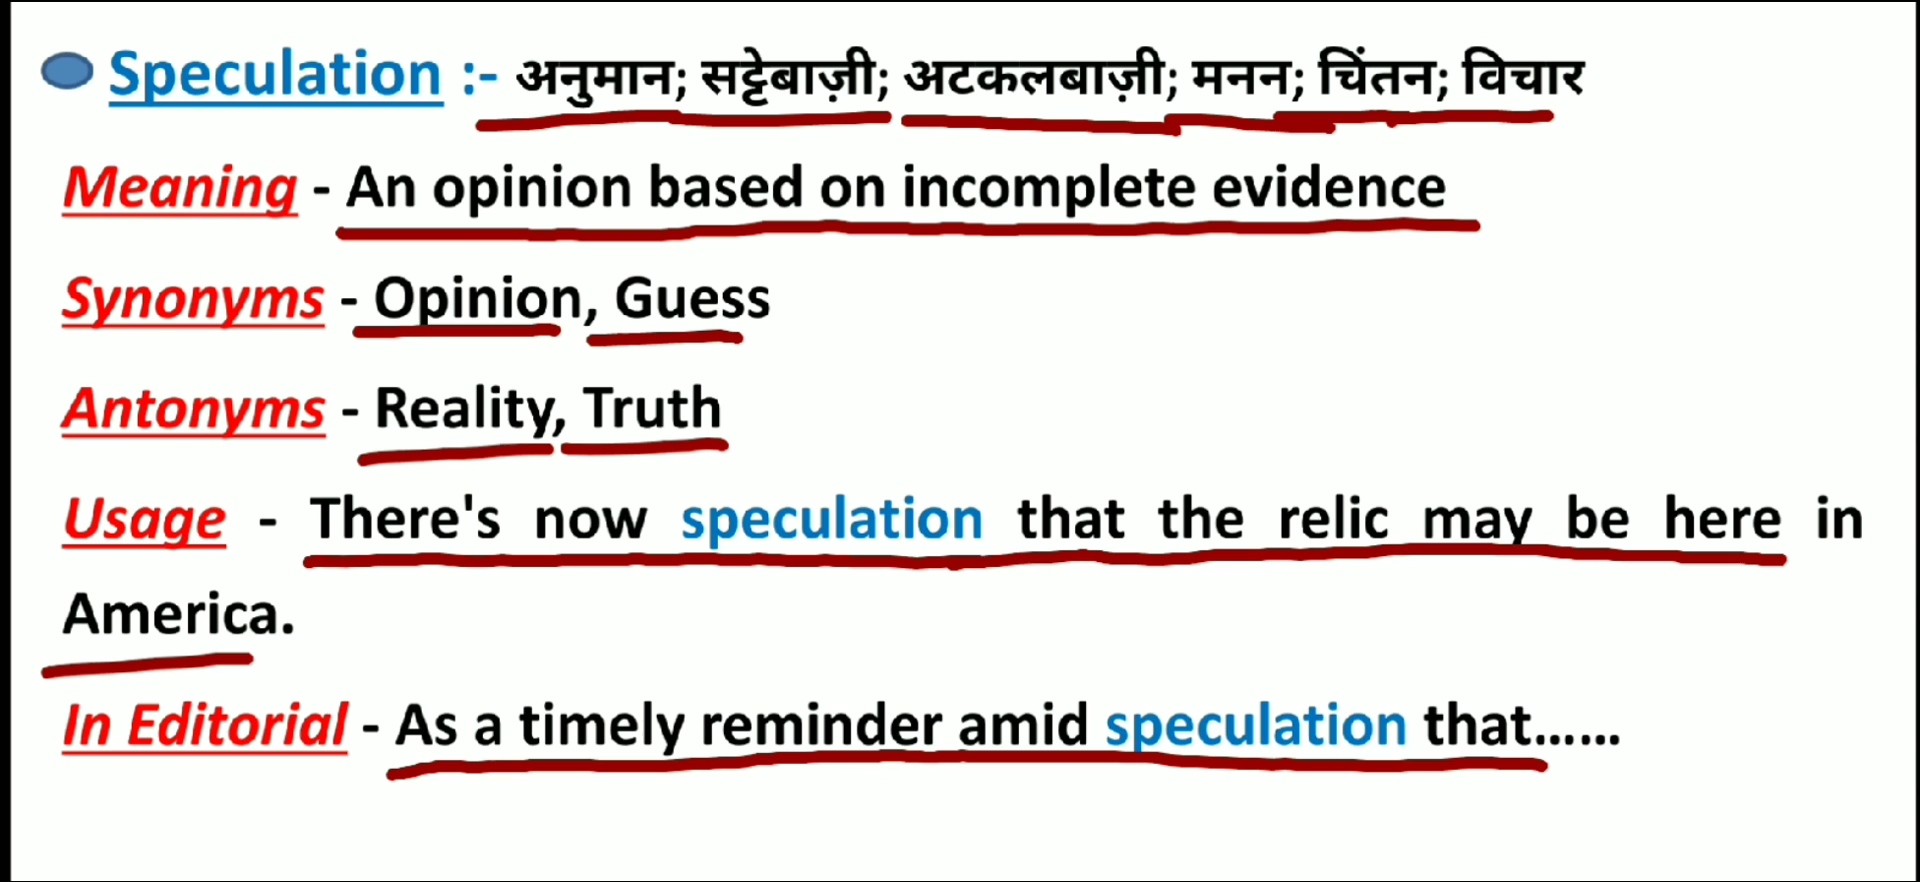 Speculation :- अनुमान; सट्टेबाज़ी; अटकलबाज़ी; मनन; चिंतन; विचार
Meaning - An opinion based on incomplete evidence
Synonyms - Opinion, Guess
Antonyms - Reality, Truth
Usage - There's now speculation that the relic may be here in
America.
In Editorial - As a timely reminder amid speculation that......